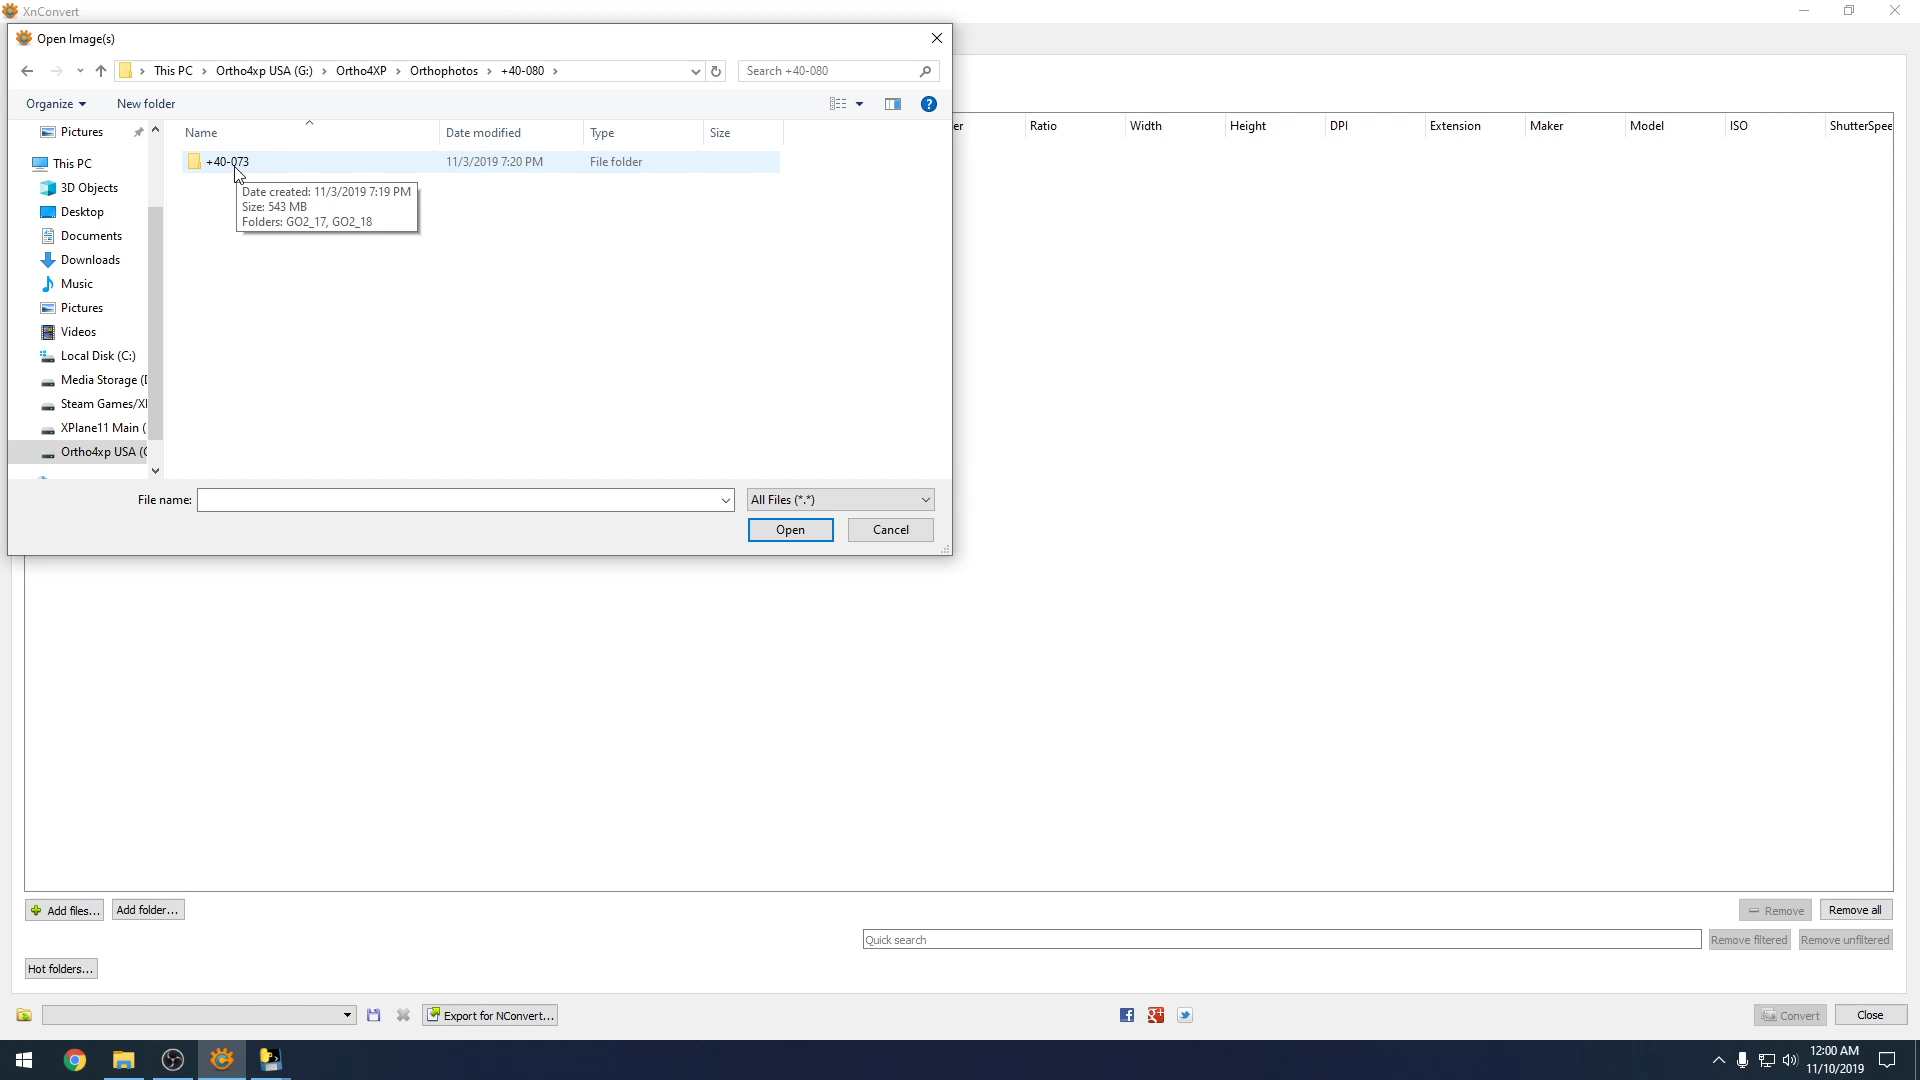 XnConvert
Open Image(s)
This PC > Ortho4xp USA (G:) > Ortho4XP > Orthophotos > +40-080 >
Search +40-080
Organize
New folder
?
Pictures
This PC
3D Objects
Desktop
Documents
Downloads
Music
Pictures
Videos
Local Disk (C:)
Media Storage (
Steam Games/X
XPlane11 Main (
Ortho4xp USA (
Name Date modified Type Size
+40-073 11/3/2019 7:20 PM File folder
Date created: 11/3/2019 7:19 PM
Size: 543 MB
Folders: GO2_17, GO2_18
File name:
All Files (*.*)
Open Cancel
er Ratio Width Height DPI Extension Maker Model ISO ShutterSpee
Add files... Add folder...
Remove Remove all
Quick search Remove filtered Remove unfiltered
Hot folders...
Export for NConvert...
Convert Close
12:00 AM
11/10/2019